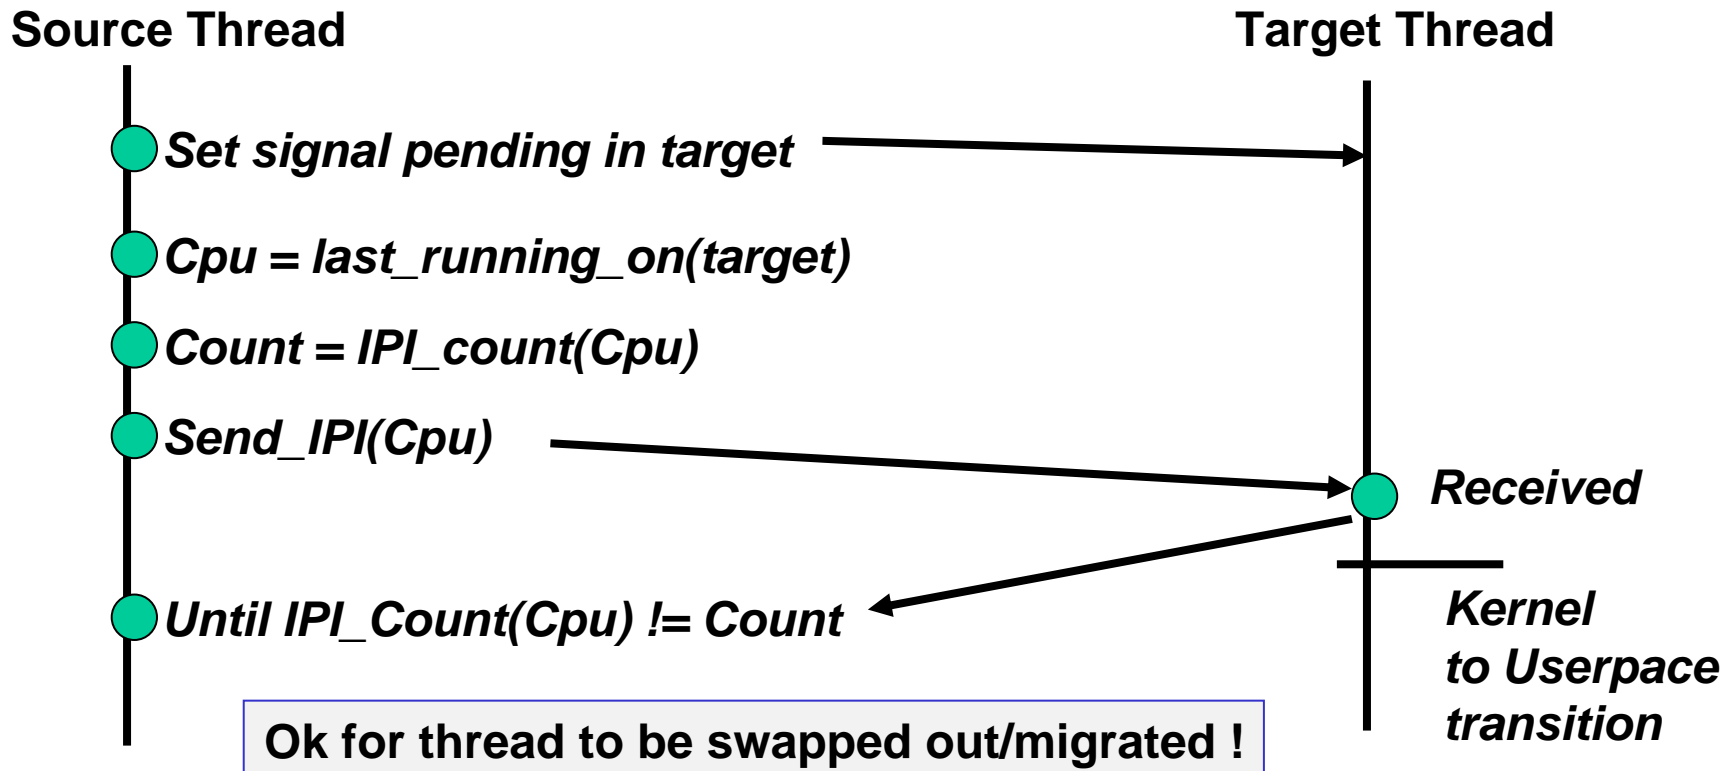 Source Thread
Target Thread
Set signal pending in target
Cpu = last_running_on(target)
Count = IPI_count(Cpu)
Send_IPI(Cpu)
Received
Until IPI_Count(Cpu) != Count
Kernel
to Userpace
transition
Ok for thread to be swapped out/migrated !